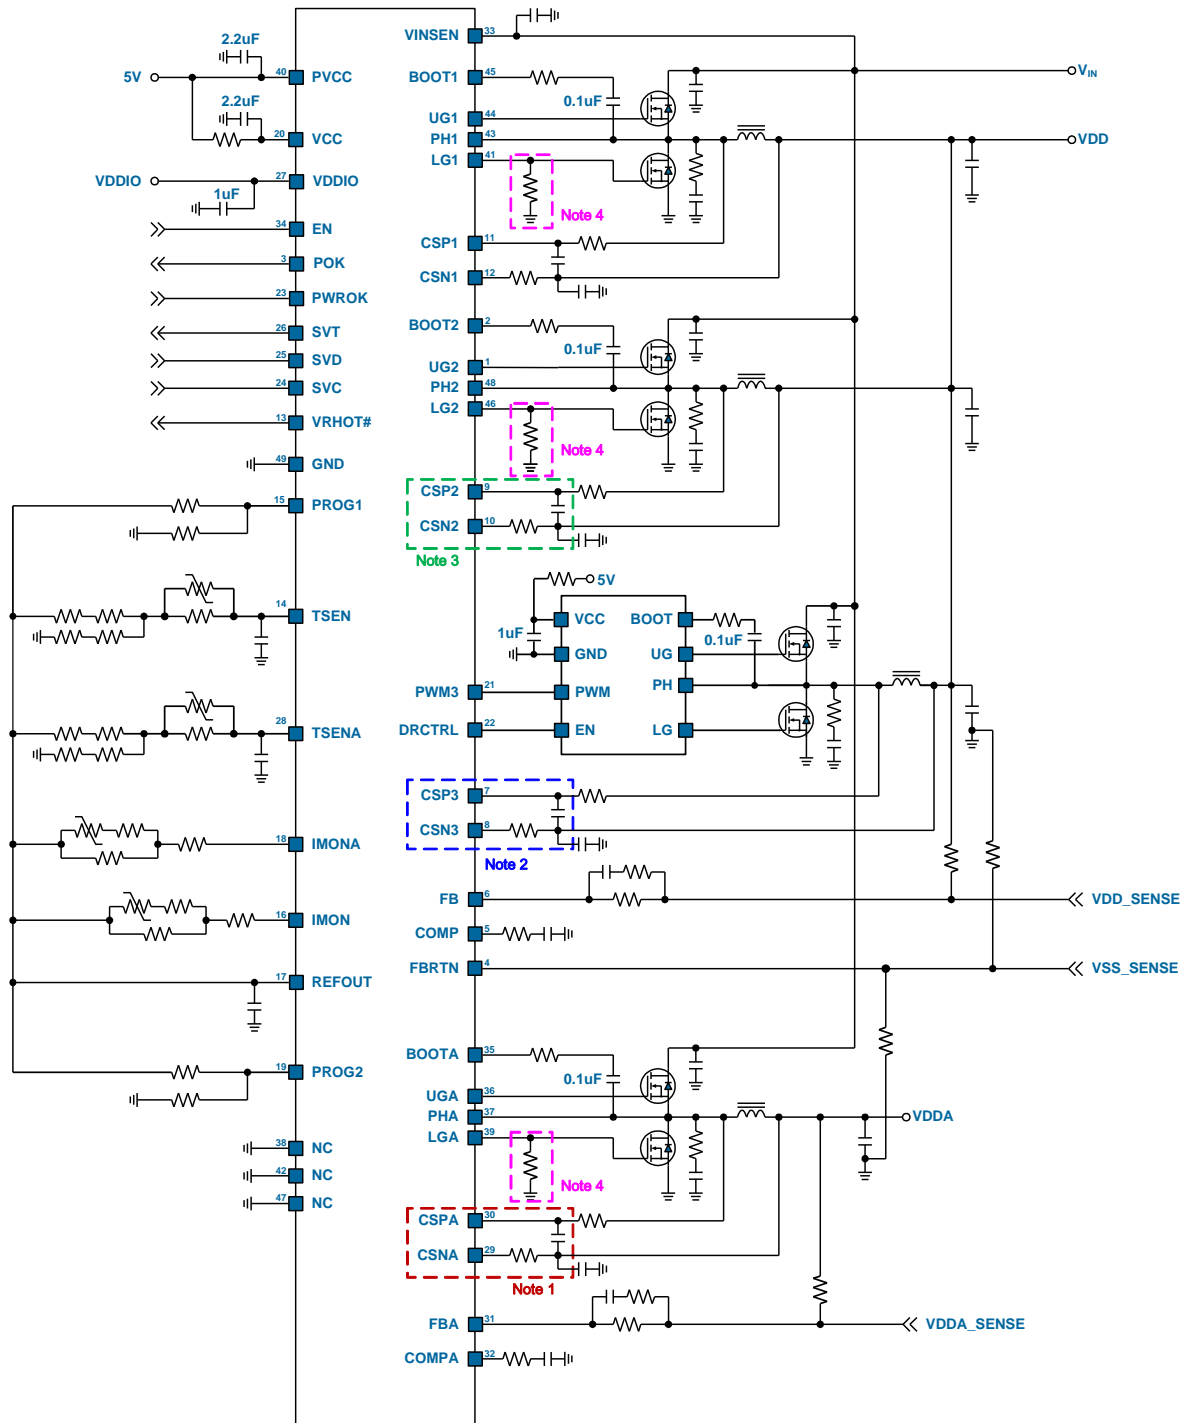 2.2uF
5V
40 PVCC
2.2uF
20 VCC
VDDIO
27 VDDIO
1uF
34 EN
3 POK
23 PWROK
26 SVT
25 SVD
24 SVC
13 VRHOT#
49 GND
15 PROG1
14 TSEN
28 TSENA
18 IMONA
16 IMON
17 REFOUT
19 PROG2
38 NC
42 NC
47 NC
VINSEN 33
BOOT1 45
VIN
0.1uF
UG1 44
PH1 43
VDD
LG1 41
Note 4
CSP1 11
CSN1 12
BOOT2 2
0.1uF
UG2 1
PH2 48
LG2 46
Note 4
CSP2 9
CSN2 10
Note 3
5V
VCC BOOT
1uF
0.1uF
GND UG
PWM3 21 PWM PH
DRCTRL 22 EN LG
CSP3 7
CSN3 8
Note 2
FB 6
VDD_SENSE
COMP 5
FBRTN 4
VSS_SENSE
BOOTA 35
0.1uF
UGA 36
PHA 37
VDDA
LGA 39
Note 4
CSPA 30
CSNA 29
Note 1
FBA 31
VDDA_SENSE
COMPA 32